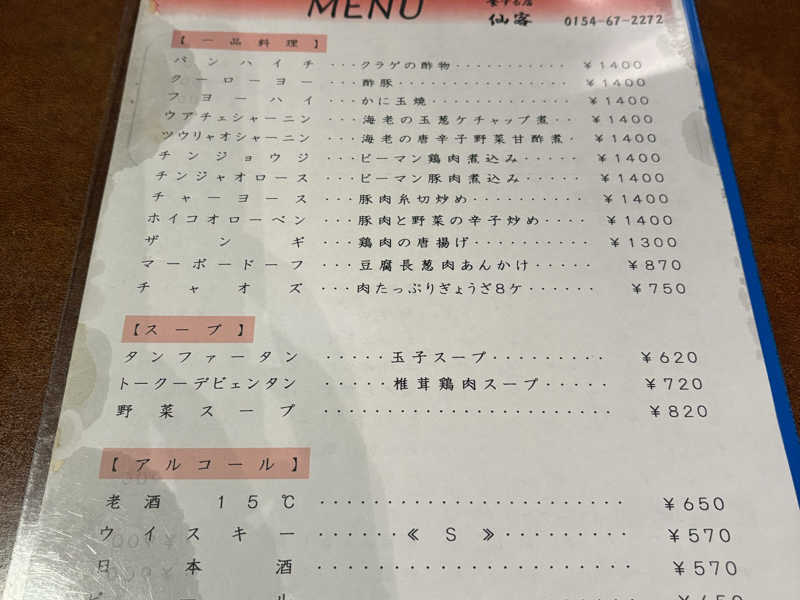 MENU
仙客 0154-67-2272
【一品料理】
バンハイチ・・・クラゲの酢物・・・・・・・・・・・・￥1400
クーローヨー・・・酢豚・・・・・・・・・・・・・・・・￥1400
フヨーハイ・・・かに玉焼・・・・・・・・・・・・・・￥1400
ウアチェシャーニン・・・海老の玉葱ケチャップ煮・・￥1400
ツウリャオシャーニン・・・海老の唐辛子野菜甘酢煮・￥1400
チンジョウジ・・・ピーマン鶏肉煮込み・・・・・￥1400
チンジャオロース・・・ピーマン豚肉煮込み・・・・・￥1400
チャーヨース・・・豚肉糸切炒め・・・・・・・・・・￥1400
ホイコオローペン・・・豚肉と野菜の辛子炒め・・・・￥1400
ザンギ・・・鶏肉の唐揚げ・・・・・・・・・・￥1300
マーボードーフ・・・豆腐長葱肉あんかけ・・・・・￥870
チャオズ・・・肉たっぷりぎょうざ8ケ・・・・・・￥750
【スープ】
タンファータン・・・・・玉子スープ・・・・・・・・・￥620
トークーデビェンタン・・・・・椎茸鶏肉スープ・・・・・￥720
野菜スープ・・・・・・・・・・・・・・・・・・・・・・￥820
【アルコール】
老酒 15℃・・・・・・・・・・・・・・・・・・・・・・￥650
ウイスキー・・・・・・≪ S ≫・・・・・・・・・￥570
日本酒・・・・・・・・・・・・・・・・・・・・・・￥570